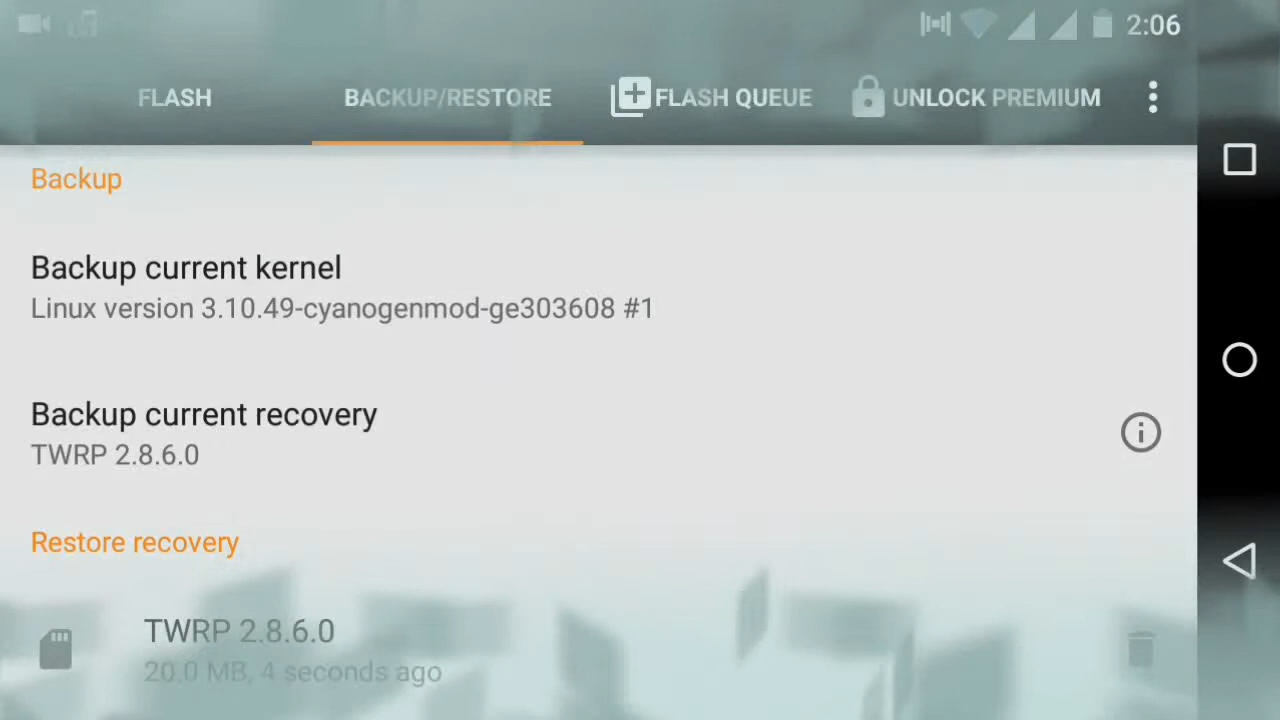 2:06
FLASH
BACKUP/RESTORE
FLASH QUEUE
UNLOCK PREMIUM
Backup
Backup current kernel
Linux version 3.10.49-cyanogenmod-ge303608 #1
Backup current recovery
TWRP 2.8.6.0
Restore recovery
TWRP 2.8.6.0
20.0 MB, 4 seconds ago